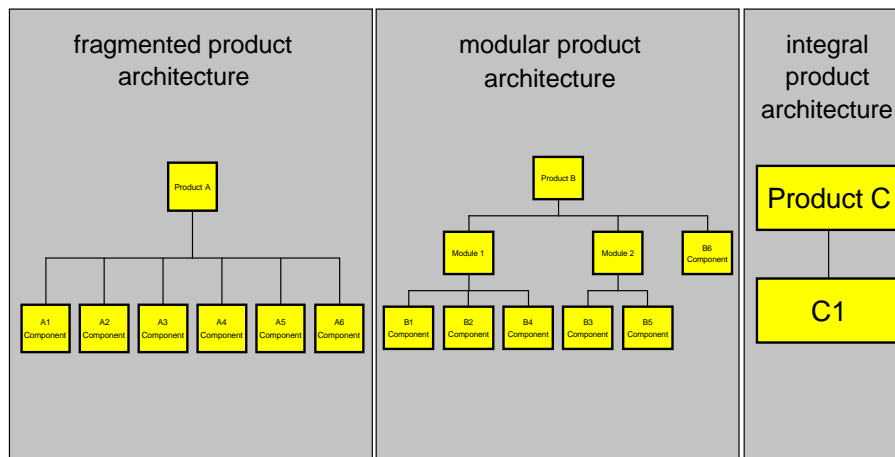 fragmented product
architecture
Product A
A1
Component
A2
Component
A3
Component
A4
Component
A5
Component
A6
Component
modular product
architecture
Product B
Module 1
Module 2
B6
Component
B1
Component
B2
Component
B4
Component
B3
Component
B5
Component
integral
product
architecture
Product C
C1